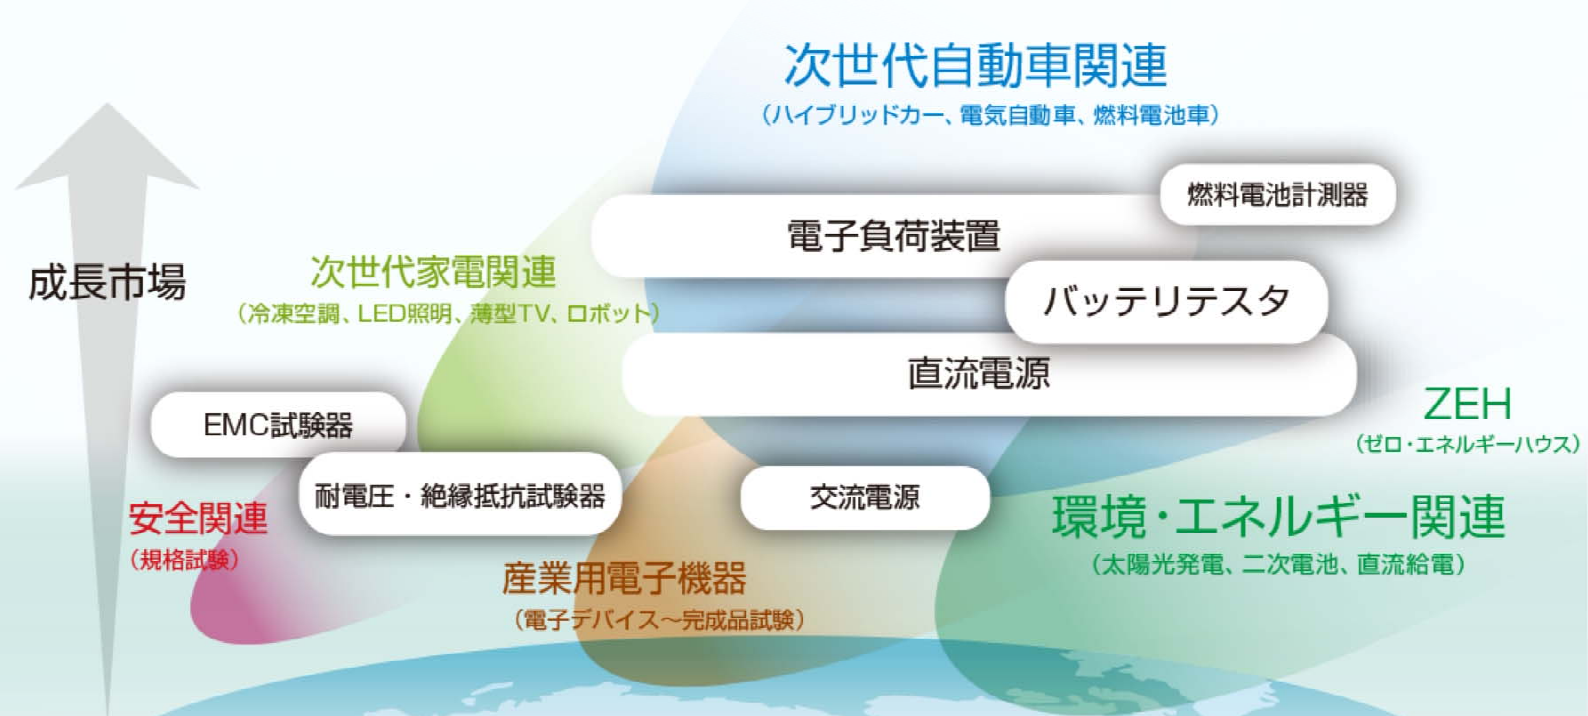 次世代自動車関連
（ハイブリッドカー、電気自動車、燃料電池車）
燃料電池計測器
電子負荷装置
成長市場
次世代家電関連
（冷凍空調、LED照明、薄型TV、ロボット）
バッテリテスタ
直流電源
ZEH
（ゼロ・エネルギーハウス）
EMC試験器
耐電圧・絶縁抵抗試験器
交流電源
安全関連
（規格試験）
環境・エネルギー関連
（太陽光発電、二次電池、直流給電）
産業用電子機器
（電子デバイス～完成品試験）